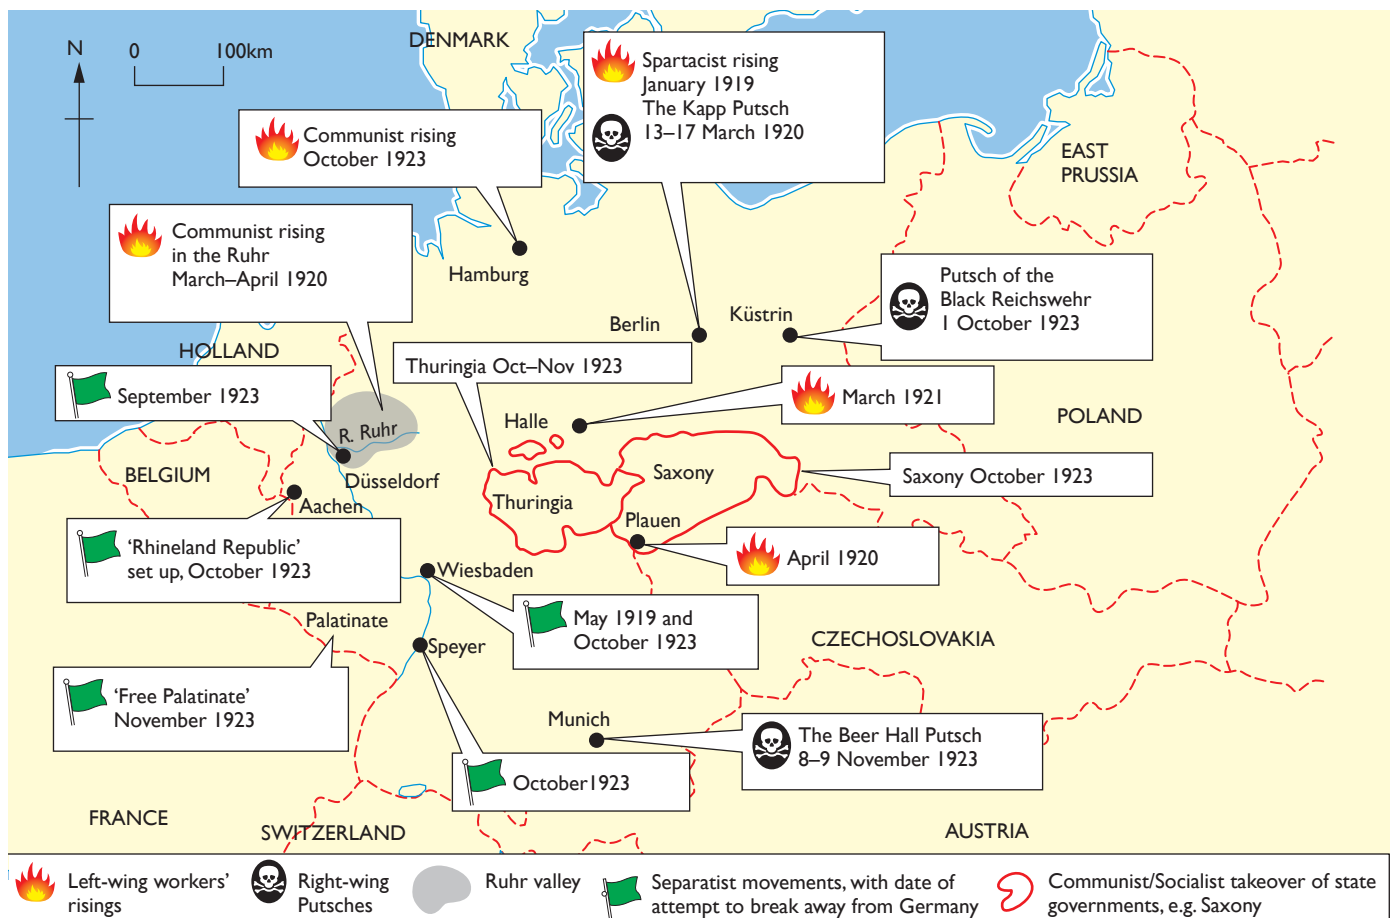 N
0 100km
DENMARK
Spartacist rising
January 1919
The Kapp Putsch
13–17 March 1920
Communist rising
October 1923
EAST
PRUSSIA
Communist rising
in the Ruhr
March–April 1920
Hamburg
Putsch of the
Black Reichswehr
1 October 1923
Berlin
Küstrin
HOLLAND
Thuringia Oct–Nov 1923
September 1923
March 1921
POLAND
Halle
R. Ruhr
BELGIUM
Düsseldorf
Saxony
Saxony October 1923
Aachen
Thuringia
Plauen
'Rhineland Republic'
set up, October 1923
April 1920
Wiesbaden
Palatinate
May 1919 and
October 1923
CZECHOSLOVAKIA
Speyer
'Free Palatinate'
November 1923
Munich
The Beer Hall Putsch
8–9 November 1923
October1923
FRANCE
SWITZERLAND
AUSTRIA
Left-wing workers'
risings
Right-wing
Putsches
Ruhr valley
Separatist movements, with date of
attempt to break away from Germany
Communist/Socialist takeover of state
governments, e.g. Saxony